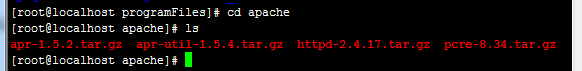 [root@localhost programFiles]# cd apache
[root@localhost apache]# ls
apr-1.5.2.tar.gz  apr-util-1.5.4.tar.gz  httpd-2.4.17.tar.gz  pcre-8.34.tar.gz
[root@localhost apache]#